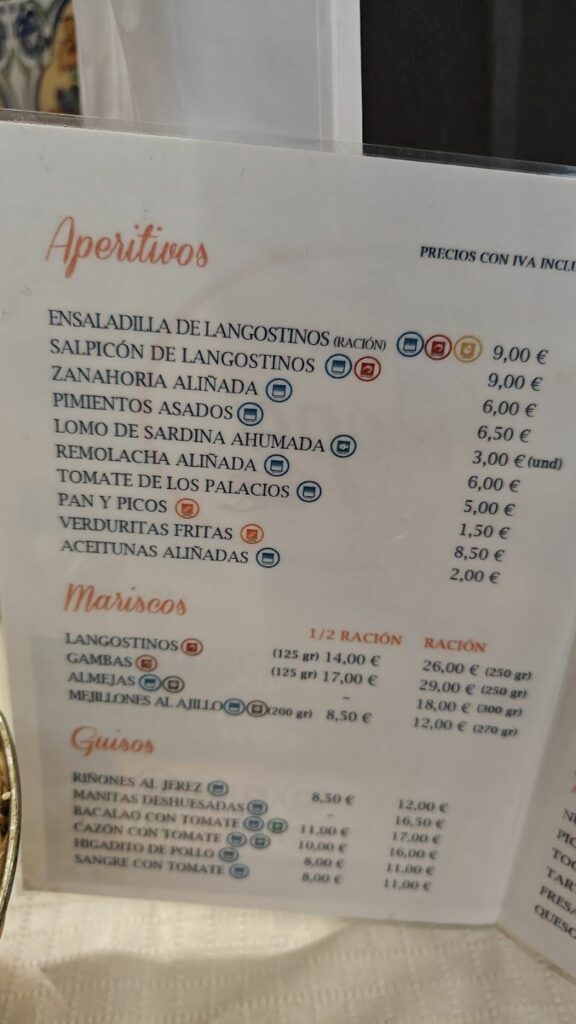 Aperitivos
PRECIOS CON IVA INCLU
ENSALADILLA DE LANGOSTINOS (RACIÓN) 9,00 €
SALPICÓN DE LANGOSTINOS 9,00 €
ZANAHORIA ALIÑADA 6,00 €
PIMIENTOS ASADOS 6,50 €
LOMO DE SARDINA AHUMADA 3,00 € (und)
REMOLACHA ALIÑADA 6,00 €
TOMATE DE LOS PALACIOS 5,00 €
PAN Y PICOS 1,50 €
VERDURITAS FRITAS 8,50 €
ACEITUNAS ALIÑADAS 2,00 €
Mariscos
1/2 RACIÓN RACIÓN
LANGOSTINOS (125 gr) 14,00 € 26,00 € (250 gr)
GAMBAS (125 gr) 17,00 € 29,00 € (250 gr)
ALMEJAS - 18,00 € (300 gr)
MEJILLONES AL AJILLO (200 gr) 8,50 € 12,00 € (270 gr)
Guisos
RIÑONES AL JEREZ 8,50 € 12,00 €
MANITAS DESHUESADAS - 16,50 €
BACALAO CON TOMATE 11,00 € 17,00 €
CAZÓN CON TOMATE 10,00 € 16,00 €
HIGADITO DE POLLO 8,00 € 11,00 €
SANGRE CON TOMATE 8,00 € 11,00 €
PIC
TOC
TAR
FRESA
QUESO